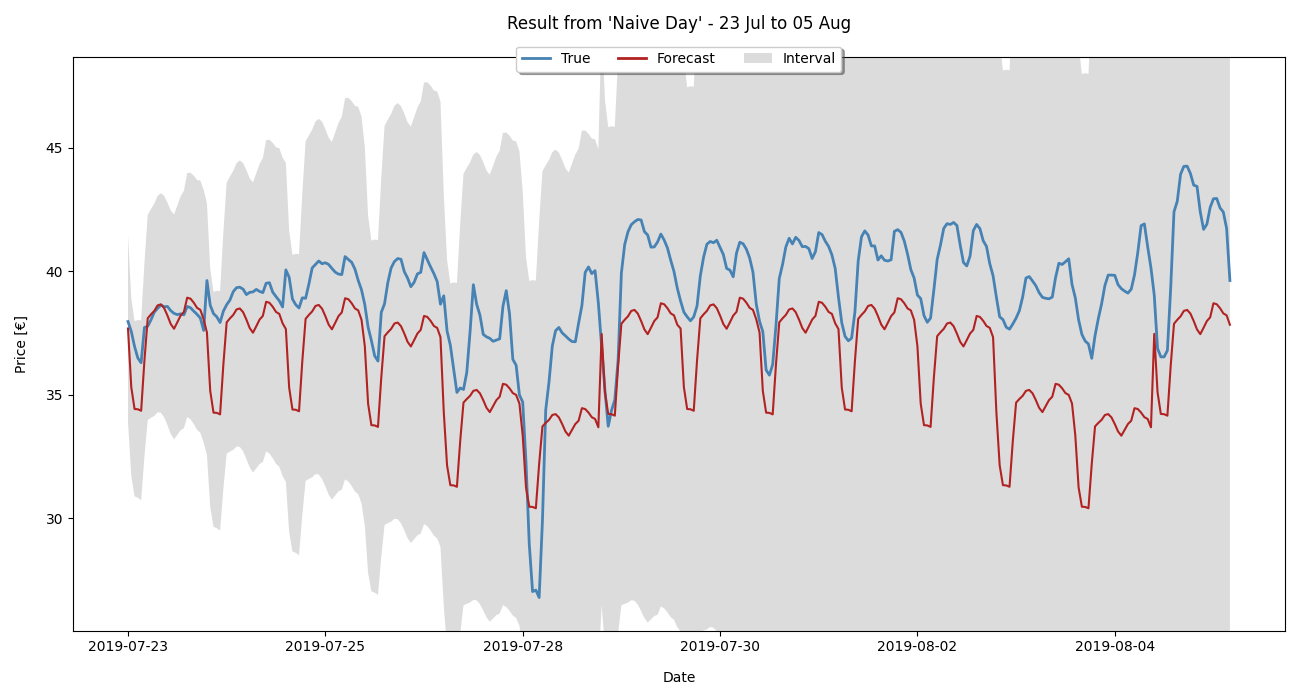 Result from 'Naive Day' - 23 Jul to 05 Aug
True Forecast Interval
Price [€]
45
40
35
30
2019-07-23 2019-07-25 2019-07-28 2019-07-30 2019-08-02 2019-08-04
Date